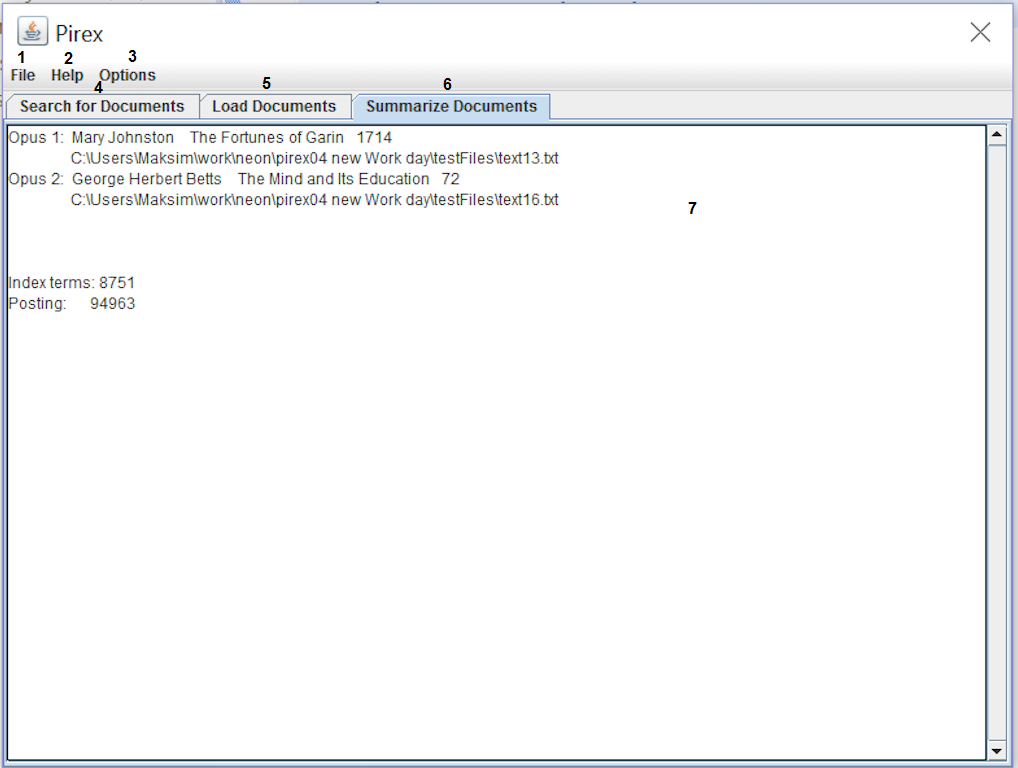 Pirex
1 2 3
File Help Options
4 5 6
Search for Documents Load Documents Summarize Documents
Opus 1: Mary Johnston The Fortunes of Garin 1714
C:\Users\Maksim\work\neon\pirex04 new Work day\testFiles\text13.txt
Opus 2: George Herbert Betts The Mind and Its Education 72
C:\Users\Maksim\work\neon\pirex04 new Work day\testFiles\text16.txt
7
Index terms: 8751
Posting: 94963